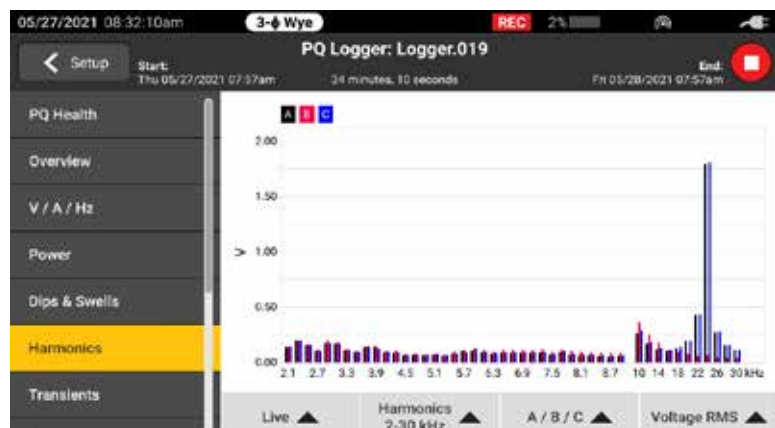 05/27/2021 08:32:10am 3-ϕ Wye REC 2%
Setup
PQ Logger: Logger.019
Start: End:
Thu 05/27/2021 07:57am 34 minutes, 10 seconds Fri 05/28/2021 07:57am
PQ Health
Overview
V / A / Hz
Power
Dips & Swells
Harmonics
Transients
A B C
2.00
1.50
1.00
0.50
0.00
V
2.1 2.7 3.3 3.9 4.5 5.1 5.7 6.3 6.9 7.5 8.1 8.7 10 14 18 22 26 30 kHz
Live
Harmonics
2-30 kHz
A / B / C
Voltage RMS